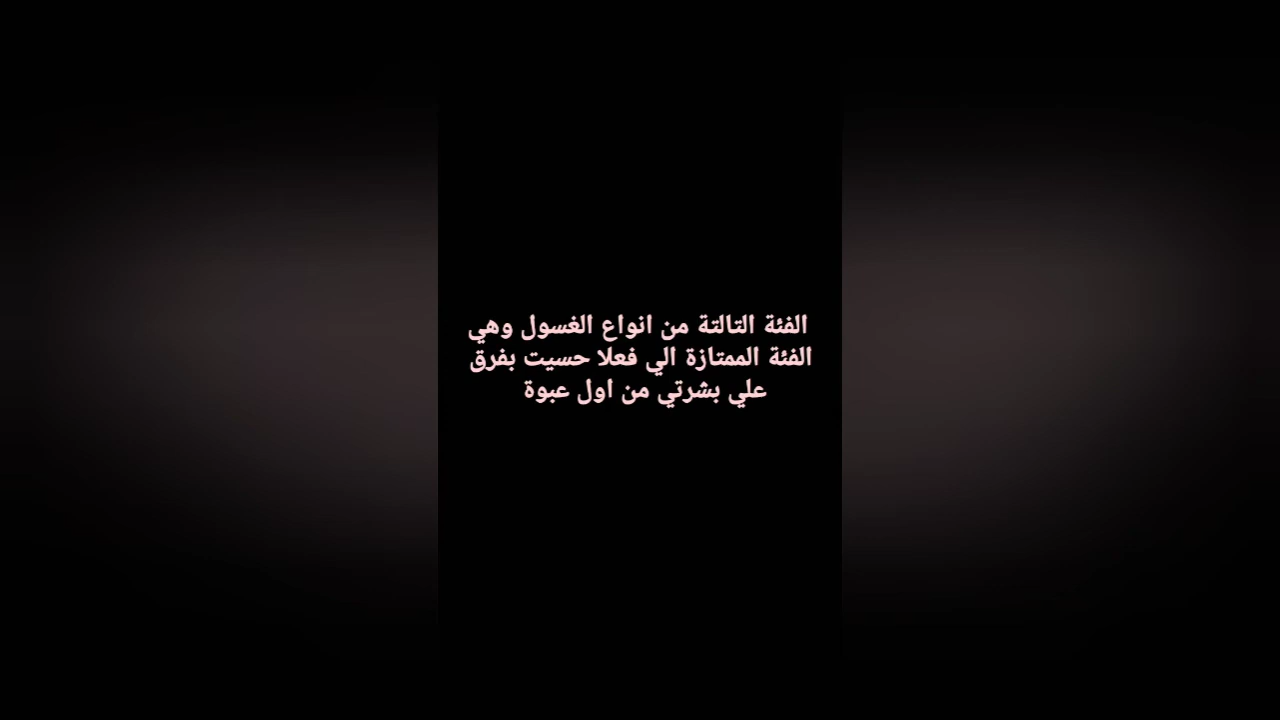 الفئة التالتة من انواع الغسول وهي
الفئة الممتازة الي فعلا حسيت بفرق
علي بشرتي من اول عبوة